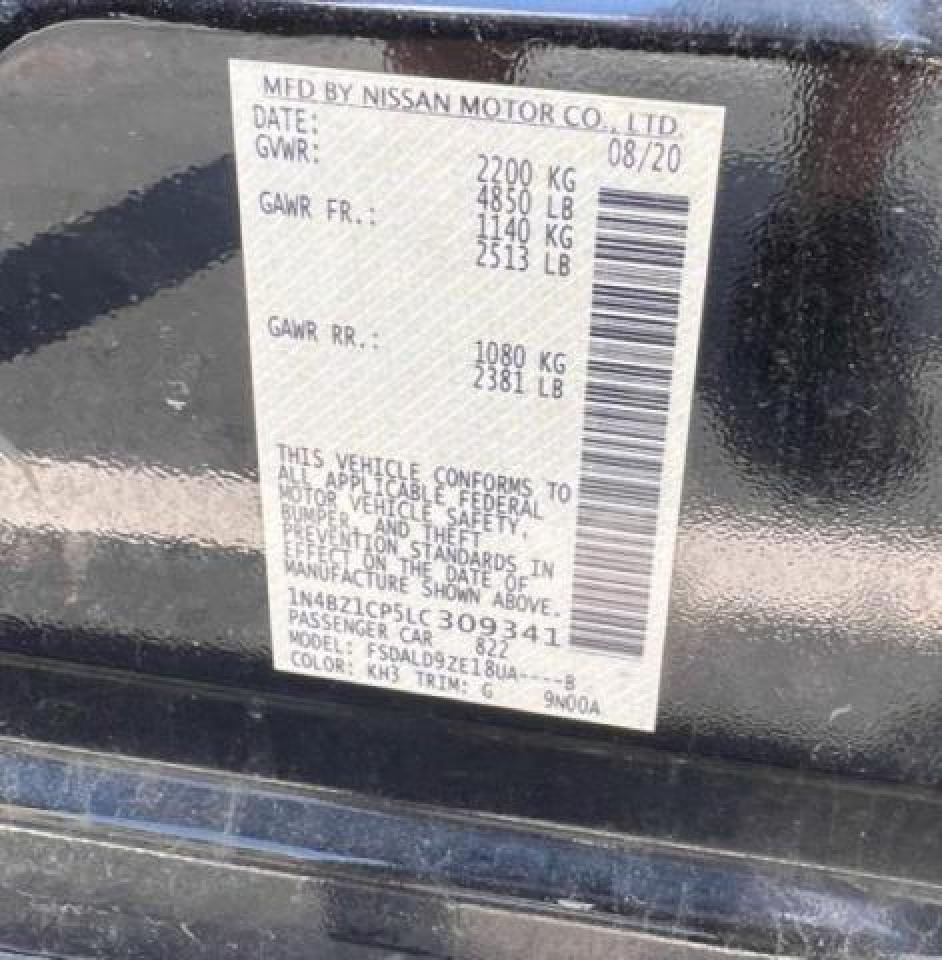 MFD BY NISSAN MOTOR CO., LTD.
DATE: 08/20
GVWR: 2200 KG
4850 LB
GAWR FR.: 1140 KG
2513 LB
GAWR RR.: 1080 KG
2381 LB
THIS VEHICLE CONFORMS TO
ALL APPLICABLE FEDERAL
MOTOR VEHICLE SAFETY,
BUMPER, AND THEFT
PREVENTION STANDARDS IN
EFFECT ON THE DATE OF
MANUFACTURE SHOWN ABOVE.
1N4BZ1CP5LC309341
PASSENGER CAR 822
MODEL: FSDALD9ZE18UA----B
COLOR: KH3 TRIM: G 9N00A